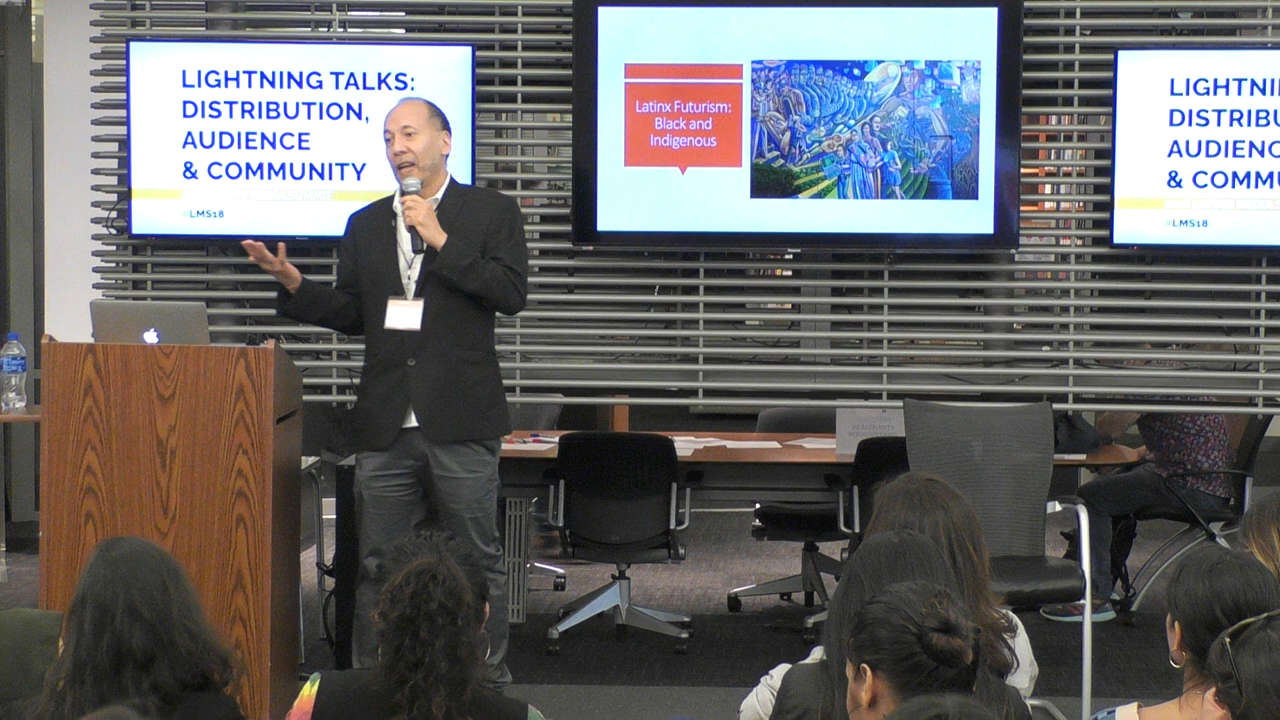 LIGHTNING TALKS:
DISTRIBUTION,
AUDIENCE
& COMMUNITY
#LMS18
Latinx Futurism:
Black and
Indigenous
LIGHTNI
DISTRIBU
AUDIENC
& COMMU
#LMS18